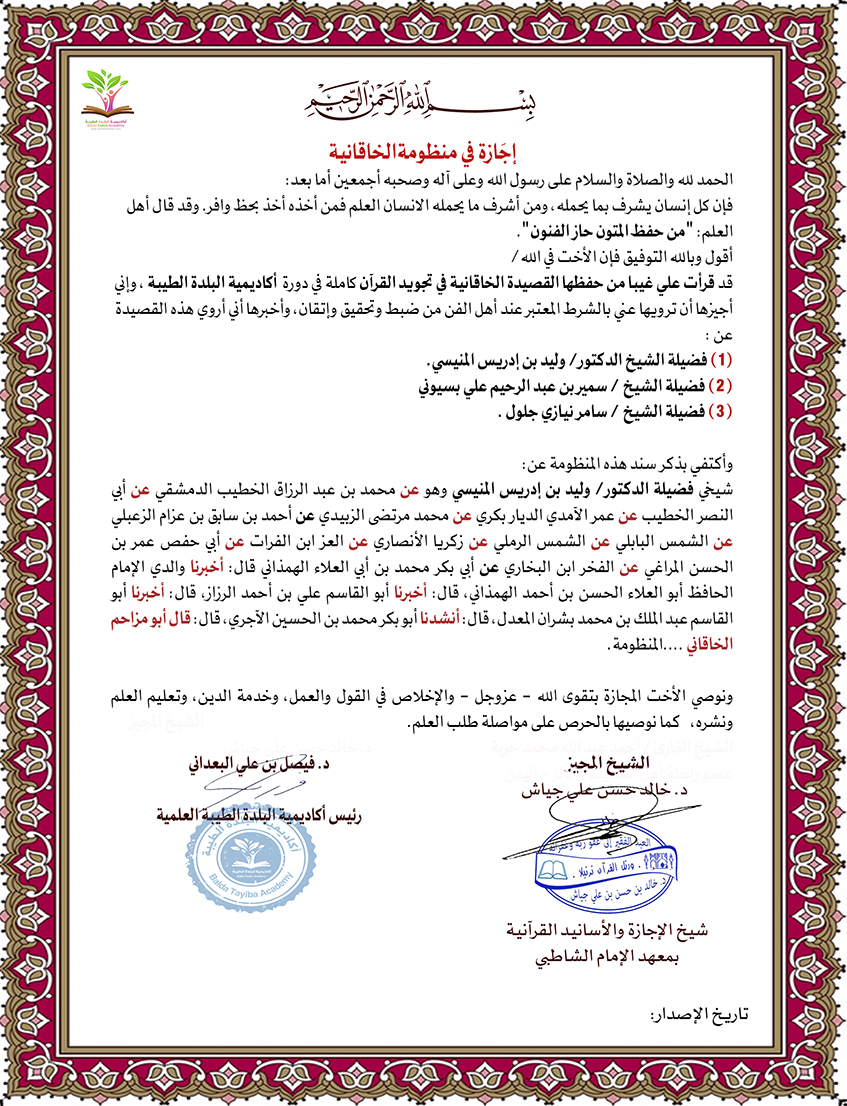 أكاديمية البلدة الطيبة
Balda Tayiba Academy
بسم الله الرحمن الرحيم
إجَازة في منظومة الخاقانية
الحمد لله والصلاة والسلام على رسول الله وعلى آله وصحبه أجمعين أما بعد:
فإن كل إنسان يشرف بما يحمله، ومن أشرف ما يحمله الانسان العلم فمن أخذه أخذ بحظ وافر. وقد قال أهل
العلم: "من حفظ المتون حاز الفنون".
أقول وبالله التوفيق فإن الأخت في الله /
قد قرأت علي غيبا من حفظها القصيدة الخاقانية في تجويد القرآن كاملة في دورة أكاديمية البلدة الطيبة ، وإني
أجيزها أن ترويها عني بالشرط المعتبر عند أهل الفن من ضبط وتحقيق وإتقان، وأخبرها أني أروي هذه القصيدة
عن :
(1) فضيلة الشيخ الدكتور/ وليد بن إدريس المنيسي.
(2) فضيلة الشيخ / سمير بن عبد الرحيم علي بسيوني
(3) فضيلة الشيخ / سامر نيازي جلول .
وأكتفي بذكر سند هذه المنظومة عن:
شيخي فضيلة الدكتور/ وليد بن إدريس المنيسي وهو عن محمد بن عبد الرزاق الخطيب الدمشقي عن أبي
النصر الخطيب عن عمر الآمدي الديار بكري عن محمد مرتضى الزبيدي عن أحمد بن سابق بن عزام الزعبلي
عن الشمس البابلي عن الشمس الرملي عن زكريا الأنصاري عن العز ابن الفرات عن أبي حفص عمر بن
الحسن المراغي عن الفخر ابن البخاري عن أبي بكر محمد بن أبي العلاء الهمذاني قال: أخبرنا والدي الإمام
الحافظ أبو العلاء الحسن بن أحمد الهمذاني، قال: أخبرنا أبو القاسم علي بن أحمد الرزاز، قال: أخبرنا أبو
القاسم عبد الملك بن محمد بشران المعدل، قال: أنشدنا أبو بكر محمد بن الحسين الآجري، قال: قال أبو مزاحم
الخاقاني ....المنظومة.
ونوصي الأخت المجازة بتقوى الله - عزوجل - والإخلاص في القول والعمل، وخدمة الدين، وتعليم العلم
ونشره، كما نوصيها بالحرص على مواصلة طلب العلم.
الشيخ المجيز
د. خالد حسن علي جياش
العبد الفقير إلى عفو ربه وغفرانه
ورتل القرآن ترتيلا
د. خالد بن حسن بن علي جياش
شيخ الإجازة والأسانيد القرآنية
بمعهد الإمام الشاطبي
د. فيصل بن علي البعداني
رئيس أكاديمية البلدة الطيبة العلمية
أكاديمية البلدة الطيبة
Balda Tayiba Academy
تاريخ الإصدار: